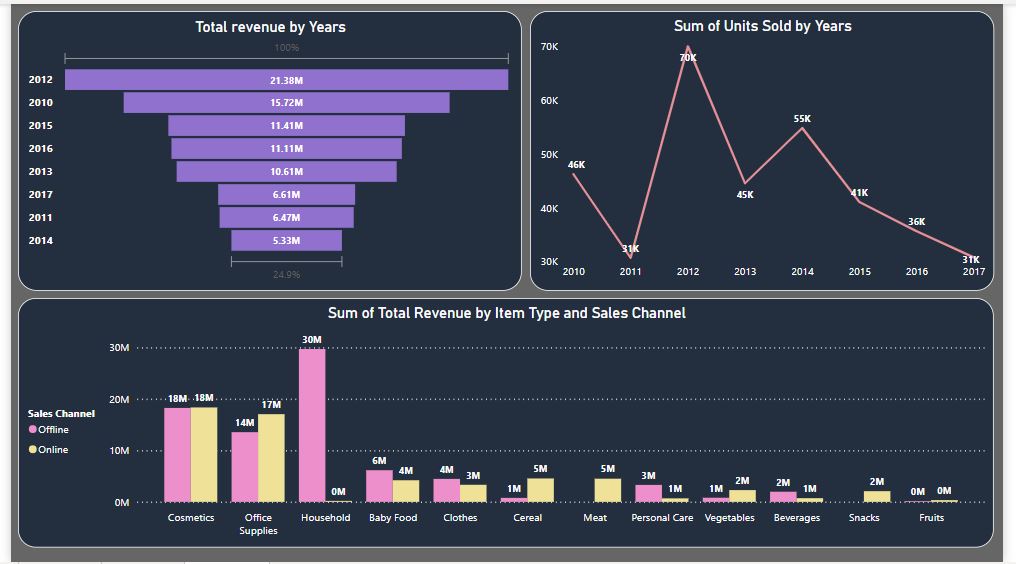 Total revenue by Years
100%
2012 21.38M
2010 15.72M
2015 11.41M
2016 11.11M
2013 10.61M
2017 6.61M
2011 6.47M
2014 5.33M
24.9%
Sum of Units Sold by Years
70K
60K
50K
40K
30K
46K
31K
70K
45K
55K
41K
36K
31K
2010 2011 2012 2013 2014 2015 2016 2017
Sum of Total Revenue by Item Type and Sales Channel
Sales Channel
Offline
Online
30M
20M
10M
0M
18M 18M
14M 17M
30M 0M
6M 4M
4M 3M
1M 5M
5M
3M 1M
1M 2M
2M 1M
2M
0M 0M
Cosmetics
Office
Supplies
Household
Baby Food
Clothes
Cereal
Meat
Personal Care
Vegetables
Beverages
Snacks
Fruits